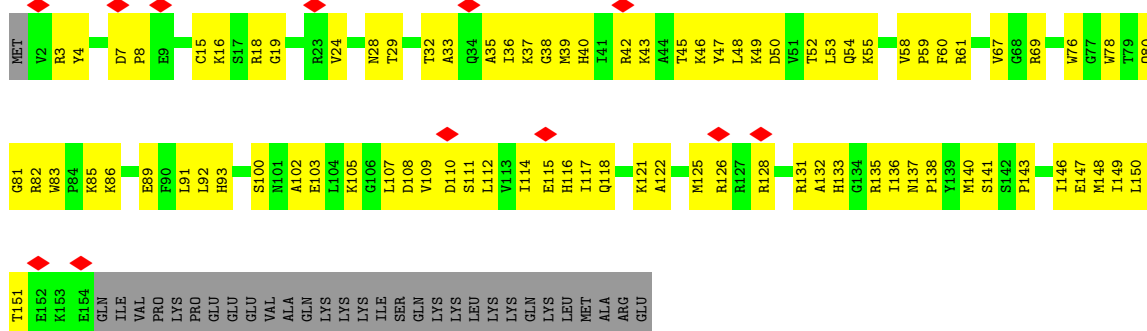 MET V2 R3 Y4 D7 P8 E9 C15 K16 S17 R18 G19 R23 V24 N28 T29 T32 A33 Q34 A35 I36 K37 G38 M39 H40 I41 R42 K43 A44 T45 K46 Y47 L48 K49 D50 V51 T52 L53 Q54 K55 V58 P59 F60 R61 V67 G68 R69 W76 G77 W78 T79 Q80
G81 R82 W83 P84 K85 K86 E89 F90 L91 L92 H93 S100 N101 A102 E103 L104 K105 G106 L107 D108 V109 D110 S111 L112 V113 I114 E115 H116 I117 Q118 K121 A122 M125 R126 R127 R128 R131 A132 H133 G134 R135 I136 N137 P138 Y139 M140 S141 S142 P143 I146 E147 M148 I149 L150
T151 E152 K153 E154 GLN ILE VAL PRO LYS PRO GLU GLU GLU VAL ALA GLN LYS LYS LYS ILE SER GLN LYS LEU LYS LYS GLN LYS LEU MET ALA ARG GLU